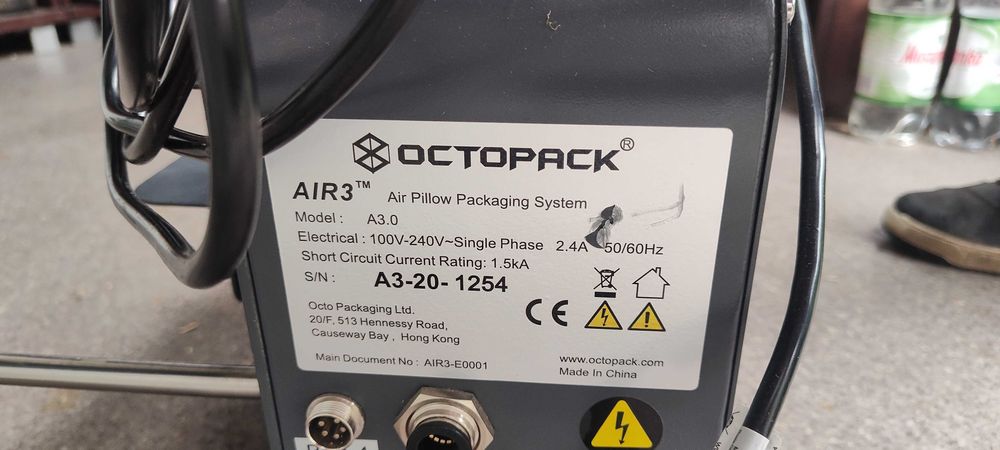 OCTOPACK®
AIR3™ Air Pillow Packaging System
Model : A3.0
Electrical : 100V-240V~Single Phase 2.4A 50/60Hz
Short Circuit Current Rating: 1.5kA
S/N : A3-20- 1254
CE
Octo Packaging Ltd.
20/F, 513 Hennessy Road,
Causeway Bay , Hong Kong
Main Document No : AIR3-E0001
www.octopack.com
Made In China